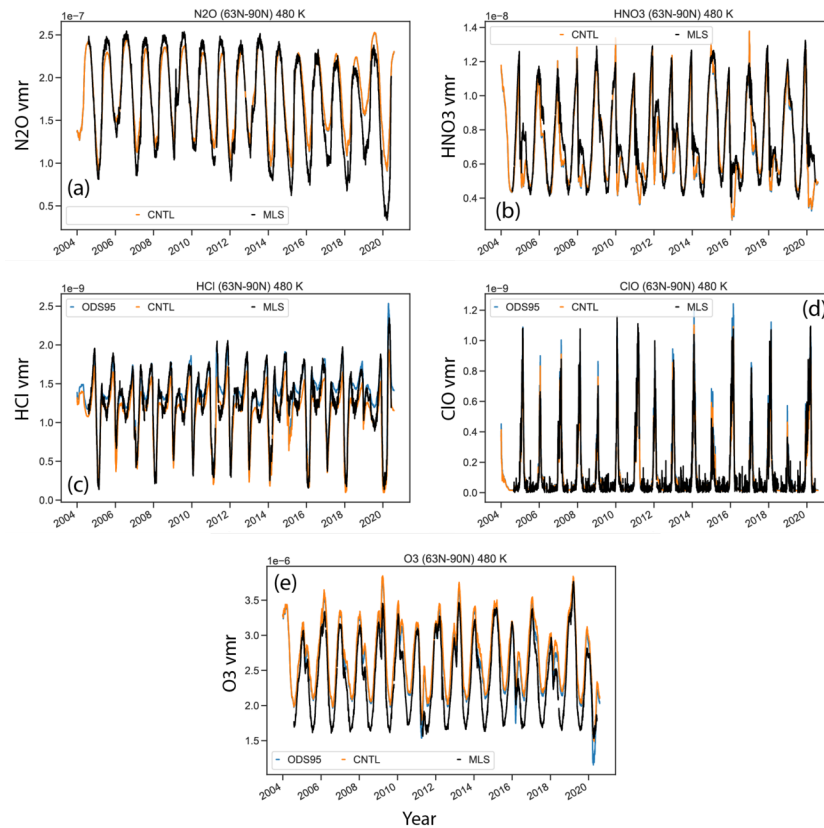 N2O (63N-90N) 480 K
1e−7
2.5
2.0
1.5
1.0
0.5
N2O vmr
(a)
CNTL MLS
2004 2006 2008 2010 2012 2014 2016 2018 2020
HNO3 (63N-90N) 480 K
1e−8
1.2
1.0
0.8
0.6
0.4
HNO3 vmr
CNTL MLS
(b)
2004 2006 2008 2010 2012 2014 2016 2018 2020
HCl (63N-90N) 480 K
1e−9
ODS95 CNTL MLS
2.5
2.0
1.5
1.0
0.5
0.0
HCl vmr
(c)
2004 2006 2008 2010 2012 2014 2016 2018 2020
ClO (63N-90N) 480 K
1e−9
ODS95 CNTL MLS
(d)
1.2
1.0
0.8
0.6
0.4
0.2
0.0
ClO vmr
2004 2006 2008 2010 2012 2014 2016 2018 2020
O3 (63N-90N) 480 K
1e−6
(e)
3.5
3.0
2.5
2.0
1.5
O3 vmr
ODS95 CNTL MLS
2004 2006 2008 2010 2012 2014 2016 2018 2020
Year